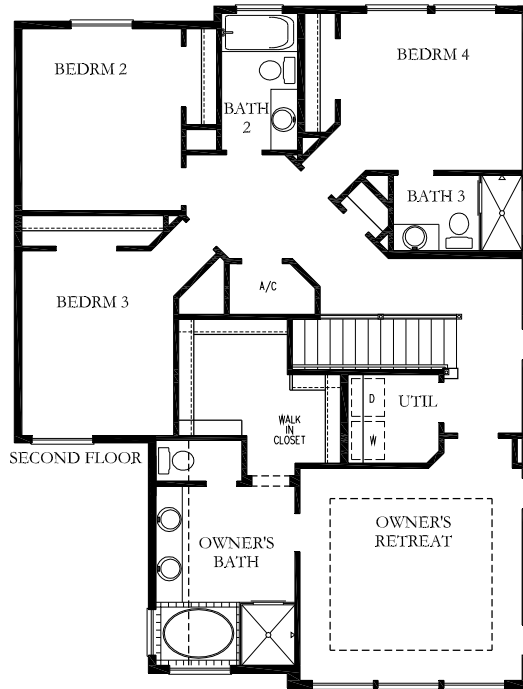 BEDRM 2
BEDRM 4
BATH
2
BATH 3
A/C
BEDRM 3
D
UTIL
WALK
IN
CLOSET
W
SECOND FLOOR
OWNER'S
RETREAT
OWNER'S
BATH